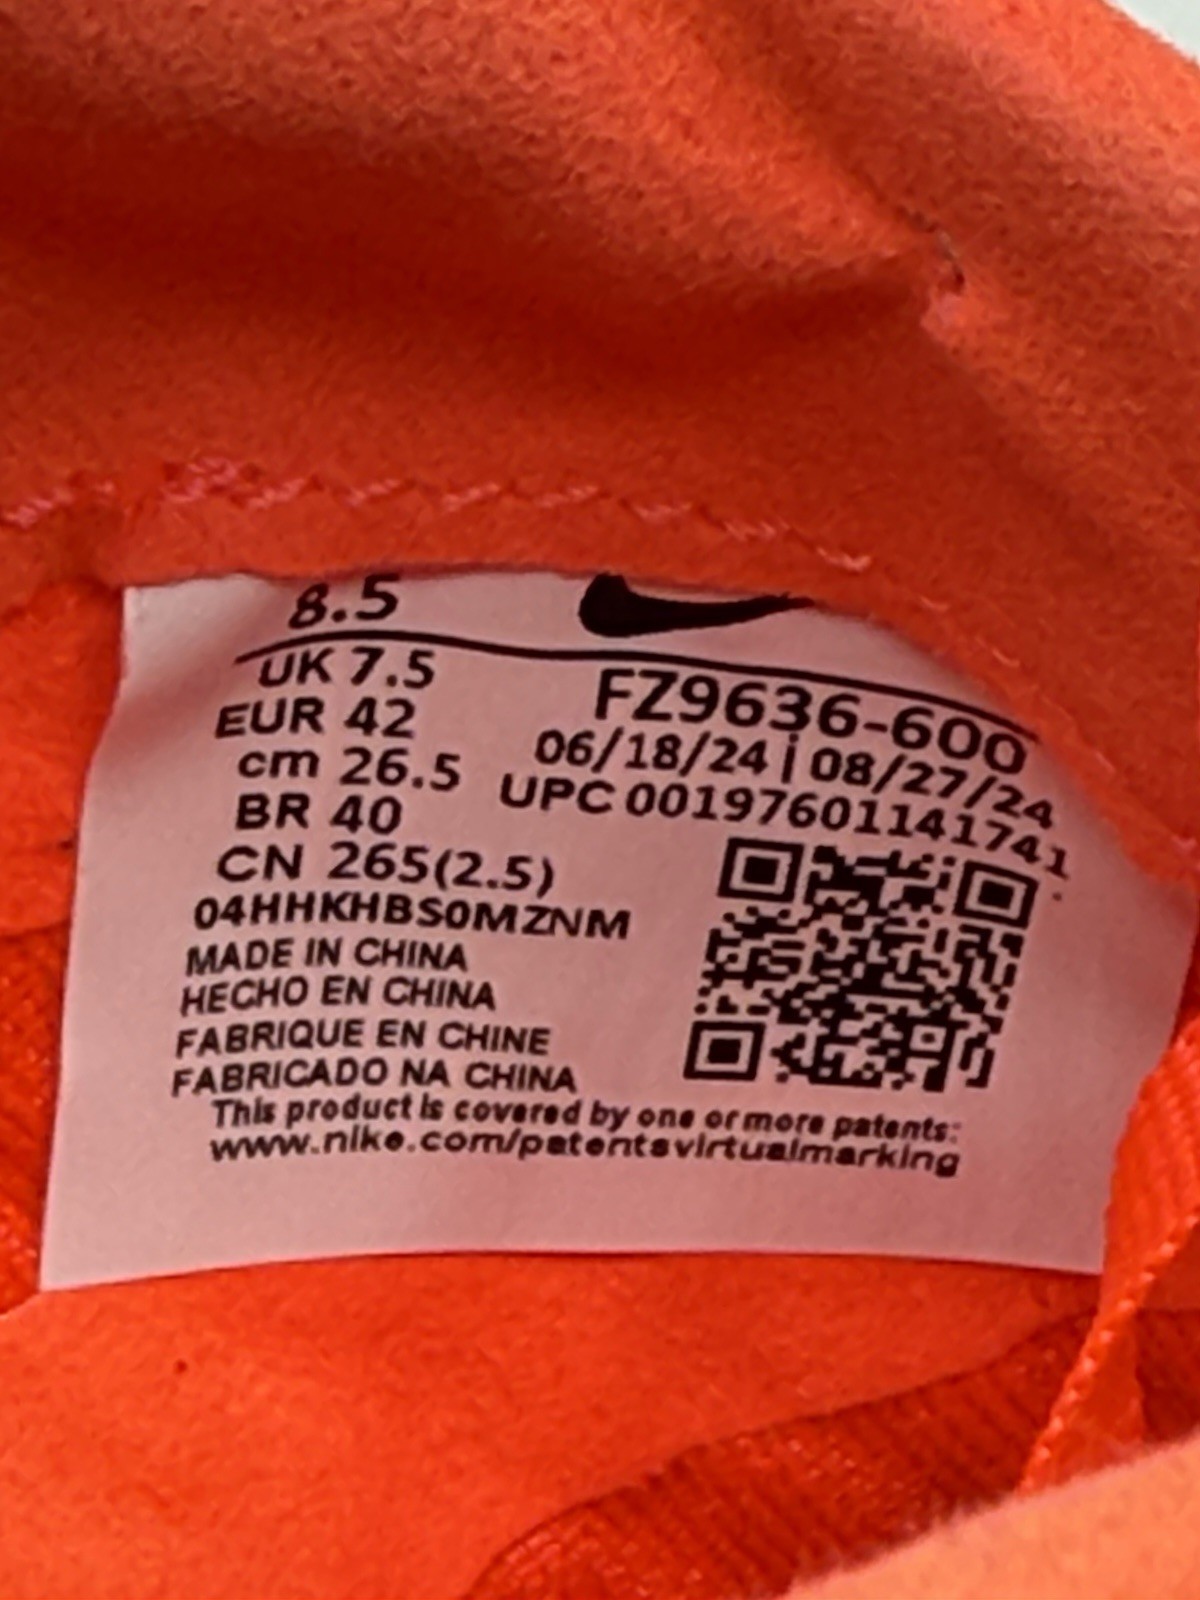 8.5
UK 7.5
EUR 42
cm 26.5
BR 40
CN 265(2.5)
FZ9636-600
06/18/24 | 08/27/24
UPC 00197601141741
04HHKHBS0MZNM
MADE IN CHINA
HECHO EN CHINA
FABRIQUE EN CHINE
FABRICADO NA CHINA
This product is covered by one or more patents:
www.nike.com/patentsvirtualmarking